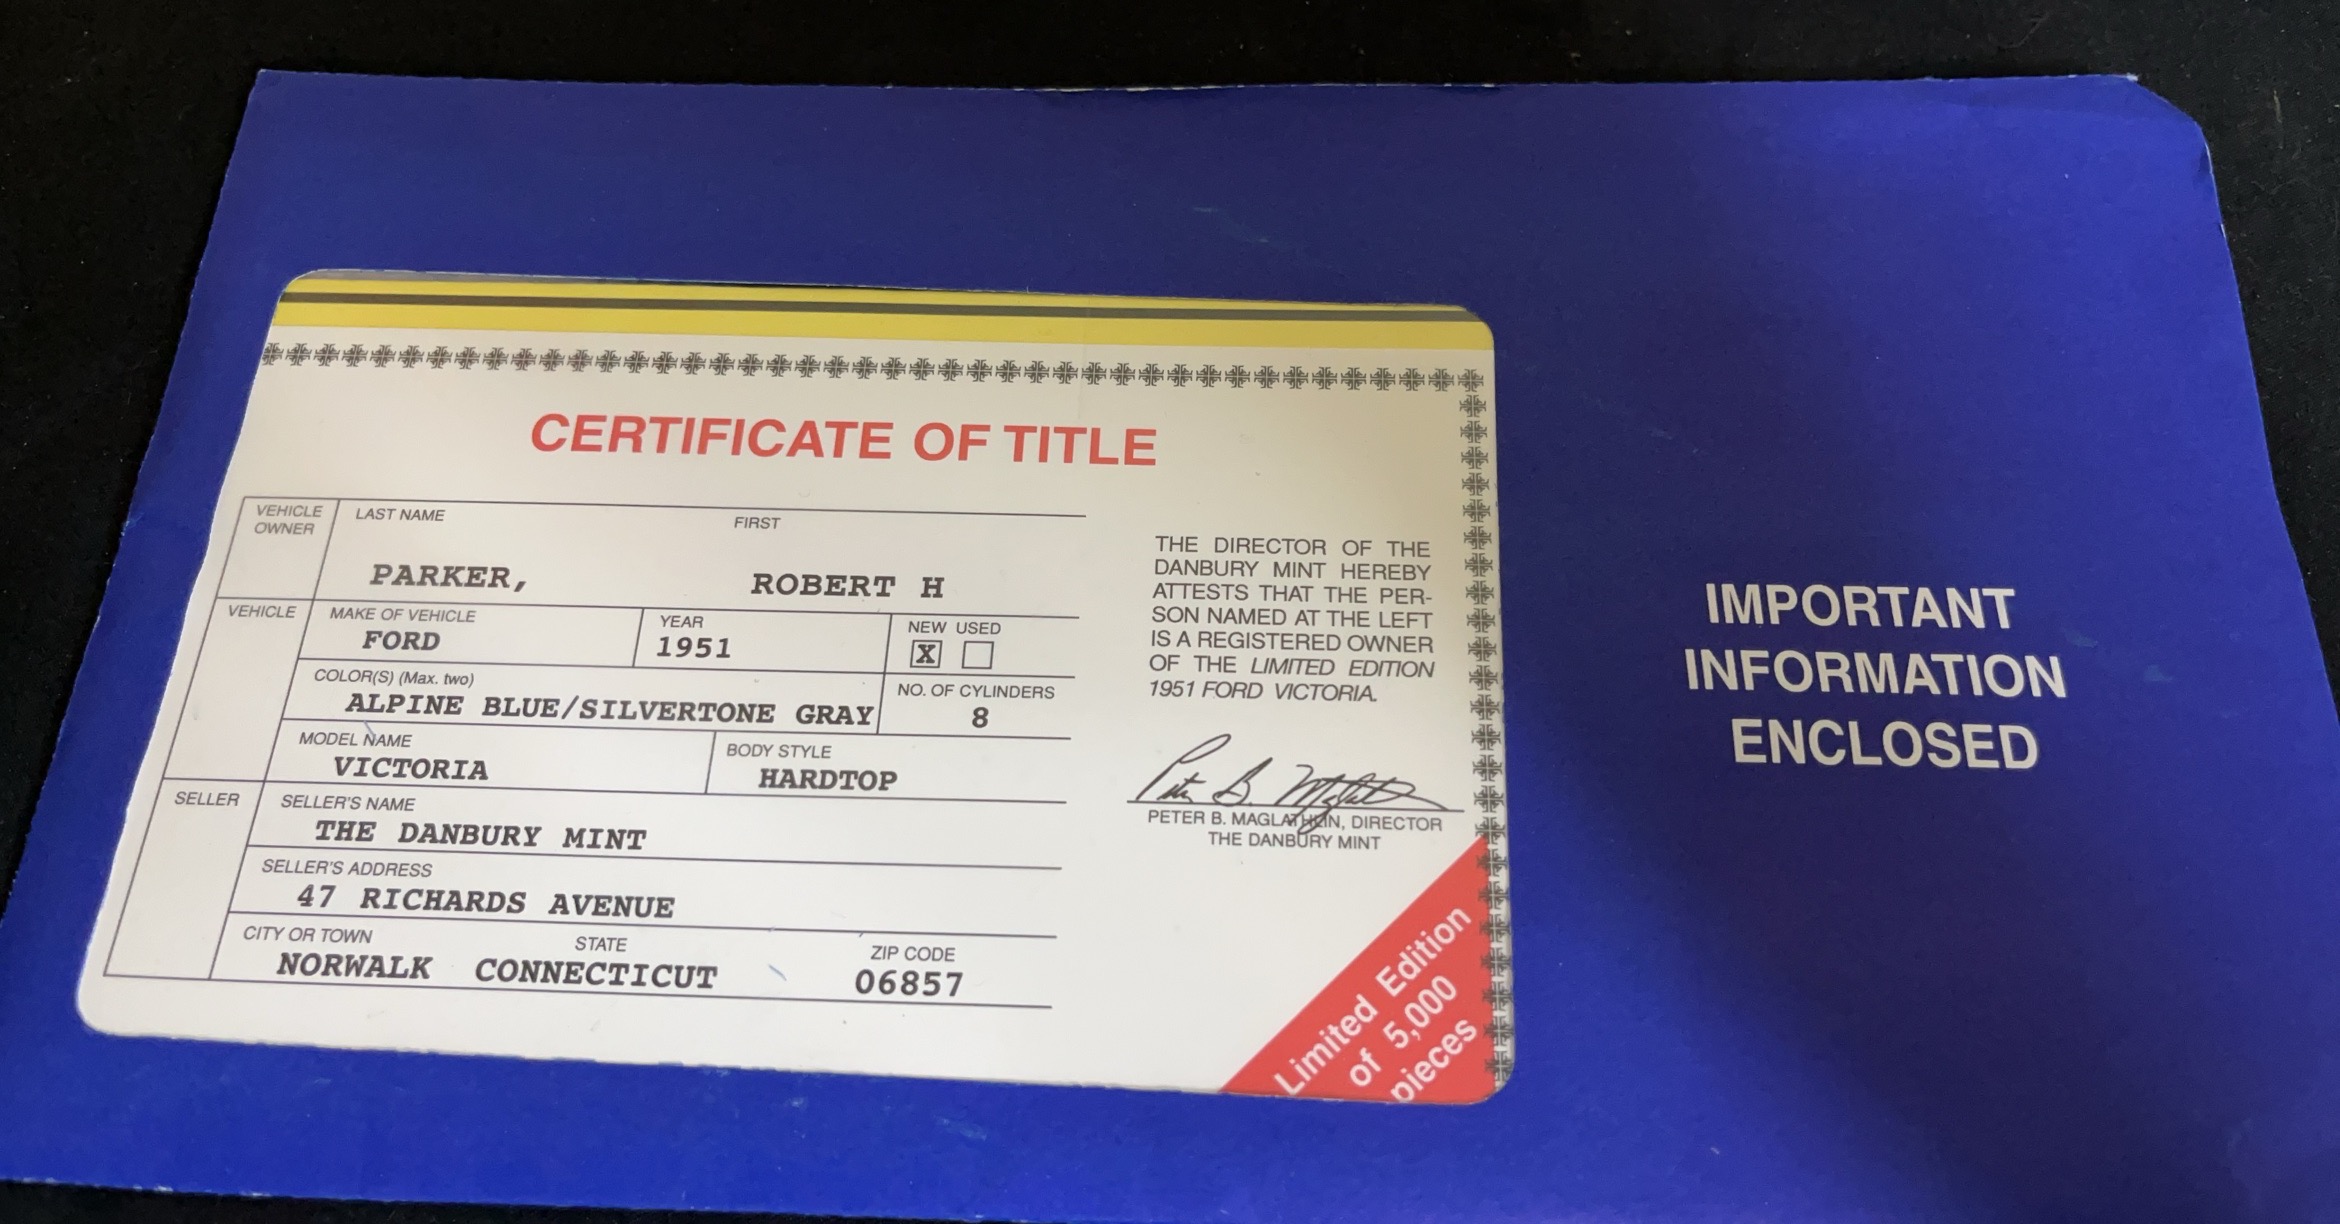 CERTIFICATE OF TITLE
VEHICLE
OWNER
LAST NAME
FIRST
PARKER,
ROBERT H
VEHICLE
MAKE OF VEHICLE
FORD
YEAR
1951
NEW USED
X
COLOR(S) (Max. two)
ALPINE BLUE/SILVERTONE GRAY
NO. OF CYLINDERS
8
MODEL NAME
VICTORIA
BODY STYLE
HARDTOP
SELLER
SELLER'S NAME
THE DANBURY MINT
SELLER'S ADDRESS
47 RICHARDS AVENUE
CITY OR TOWN
STATE
ZIP CODE
NORWALK CONNECTICUT 06857
THE DIRECTOR OF THE
DANBURY MINT HEREBY
ATTESTS THAT THE PER-
SON NAMED AT THE LEFT
IS A REGISTERED OWNER
OF THE LIMITED EDITION
1951 FORD VICTORIA.
Peter B. Maglathlin
PETER B. MAGLATHLIN, DIRECTOR
THE DANBURY MINT
Limited Edition
of 5,000
pieces
IMPORTANT
INFORMATION
ENCLOSED